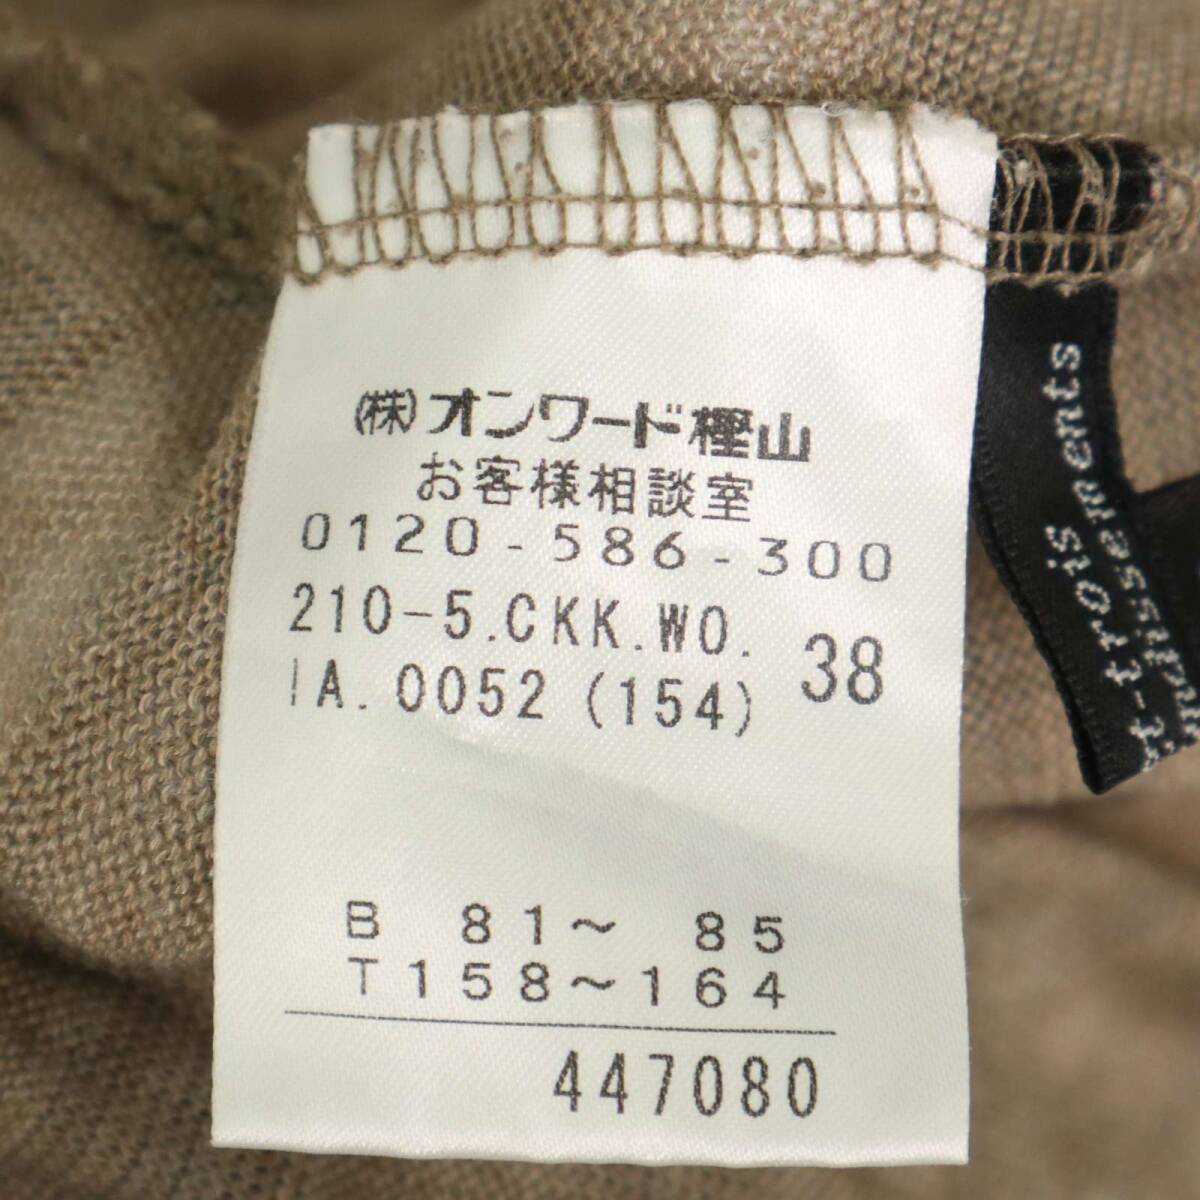 (株)オンワード樫山
お客様相談室
0120-586-300
210-5.CKK.WO.
IA.0052(154)
38
B 81~ 85
T158~164
447080